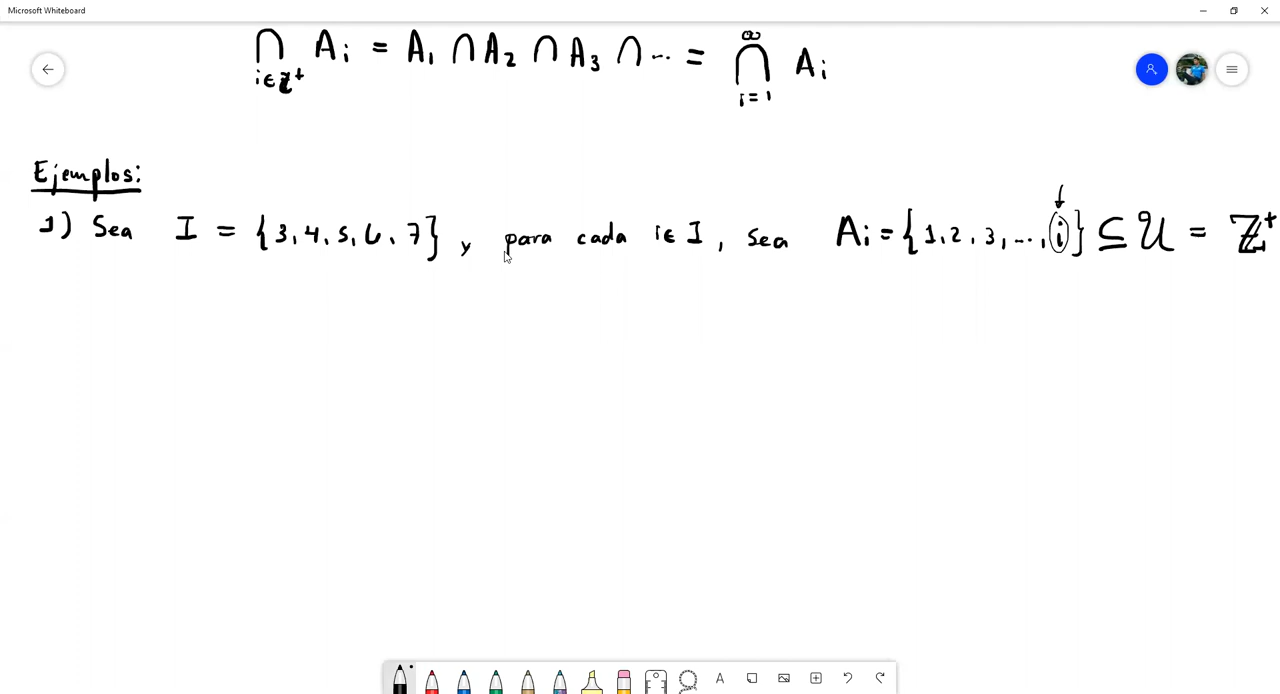 Microsoft Whiteboard
⋂ i∈ℤ⁺ Aᵢ = A₁ ⋂ A₂ ⋂ A₃ ⋂ ... = ∞ ⋂ i=1 Aᵢ
Ejemplos:
1) Sea I = {3, 4, 5, 6, 7} y para cada i∈I, sea Aᵢ = {1, 2, 3, ..., i} ⊆ 𝒰 = ℤ⁺